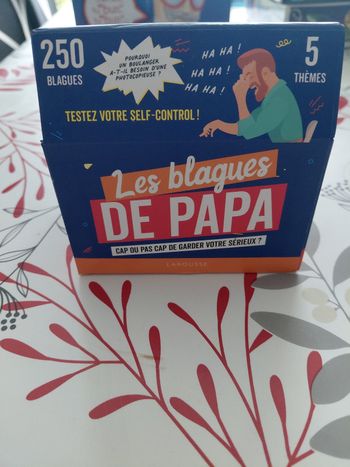 250
BLAGUES
POURQUOI
UN BOULANGER
A-T-IL BESOIN D'UNE
PHOTOCOPIEUSE ?
HA HA !
HA HA !
HA HA !
5
THÈMES
TESTEZ VOTRE SELF-CONTROL !
Les blagues
DE PAPA
CAP OU PAS CAP DE GARDER VOTRE SÉRIEUX ?
LAROUSSE